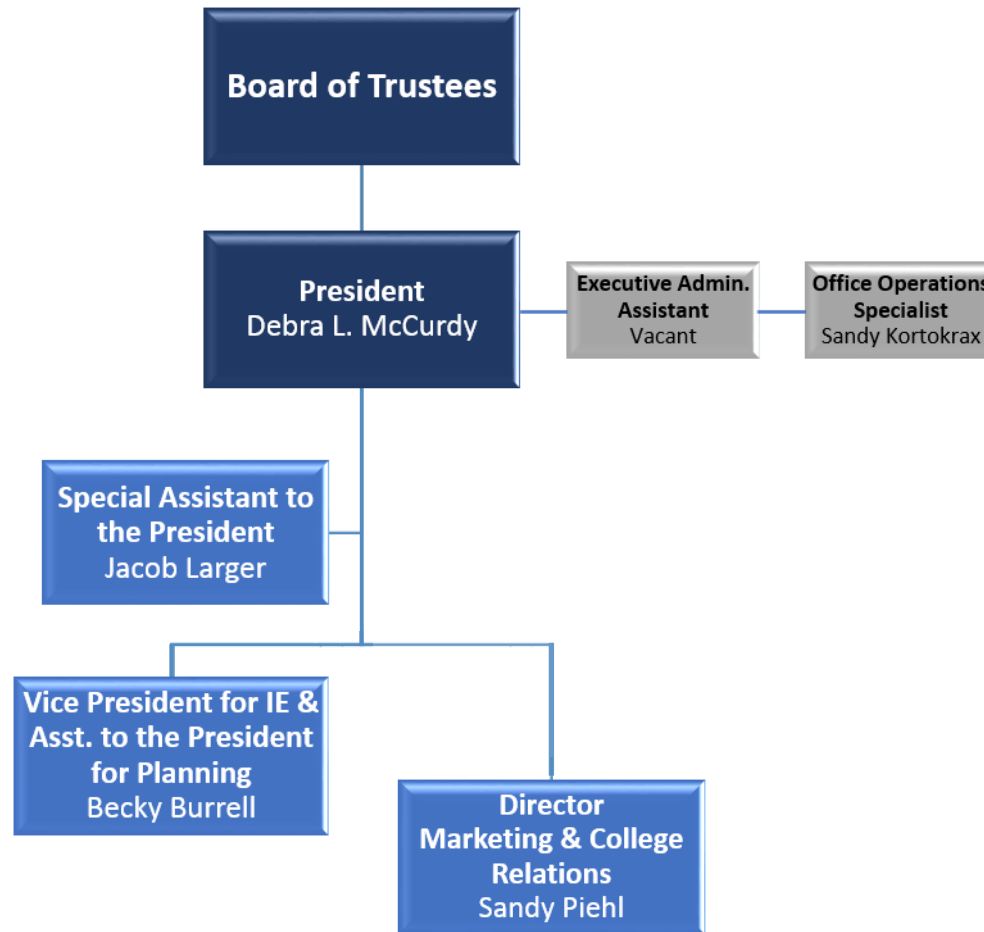 Board of Trustees
President
Debra L. McCurdy
Executive Admin.
Assistant
Vacant
Office Operations
Specialist
Sandy Kortokrax
Special Assistant to
the President
Jacob Larger
Vice President for IE &
Asst. to the President
for Planning
Becky Burrell
Director
Marketing & College
Relations
Sandy Piehl